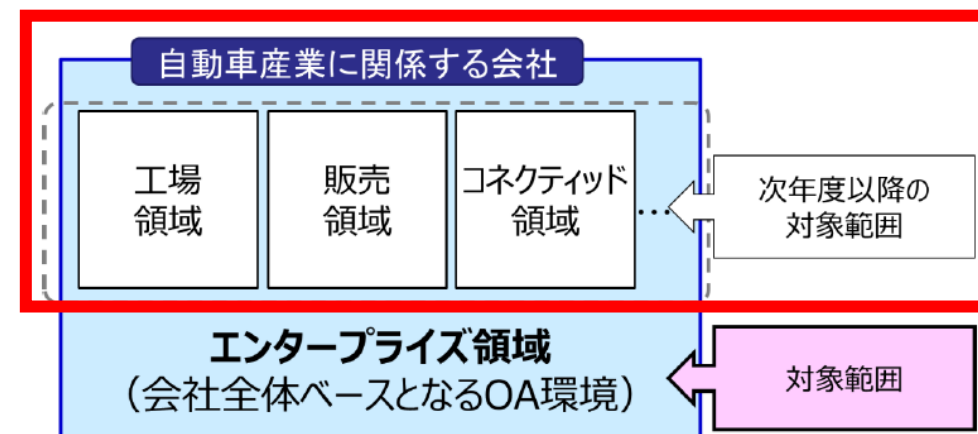 自動車産業に関係する会社
工場
領域
販売
領域
コネクティッド
領域
…
次年度以降の
対象範囲
エンタープライズ領域
（会社全体ベースとなるOA環境）
対象範囲